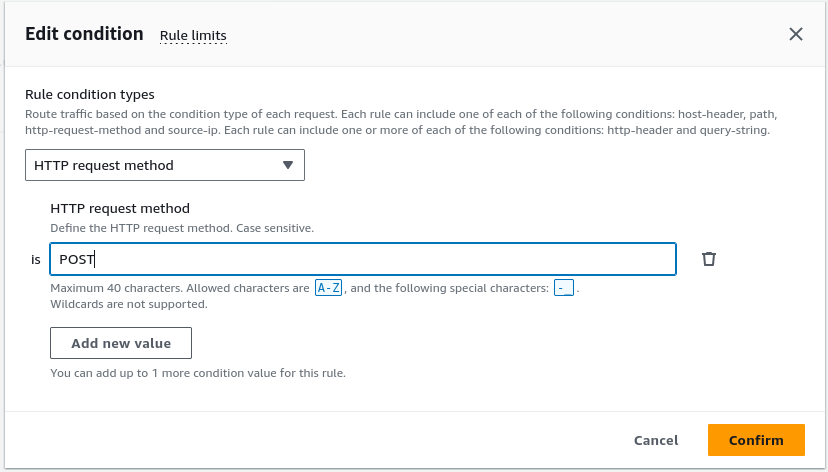 Edit condition Rule limits
Rule condition types
Route traffic based on the condition type of each request. Each rule can include one of each of the following conditions: host-header, path,
http-request-method and source-ip. Each rule can include one or more of each of the following conditions: http-header and query-string.
HTTP request method
HTTP request method
Define the HTTP request method. Case sensitive.
is POST
Maximum 40 characters. Allowed characters are A-Z, and the following special characters: -_.
Wildcards are not supported.
Add new value
You can add up to 1 more condition value for this rule.
Cancel Confirm